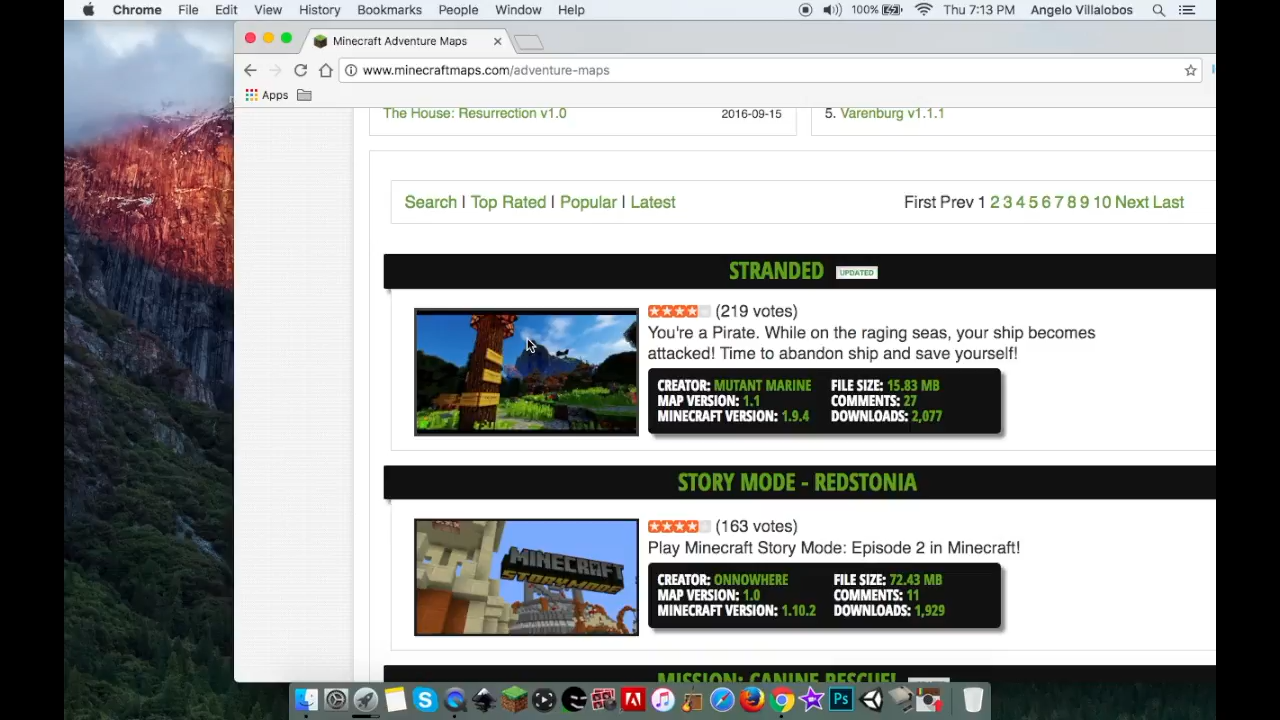 Chrome File Edit View History Bookmarks People Window Help 100% Thu 7:13 PM Angelo Villalobos
Minecraft Adventure Maps
www.minecraftmaps.com/adventure-maps
Apps
The House: Resurrection v1.0 2016-09-15 5. Varenburg v1.1.1
Search | Top Rated | Popular | Latest First Prev 1 2 3 4 5 6 7 8 9 10 Next Last
STRANDED UPDATED
(219 votes)
You're a Pirate. While on the raging seas, your ship becomes
attacked! Time to abandon ship and save yourself!
CREATOR: MUTANT MARINE FILE SIZE: 15.83 MB
MAP VERSION: 1.1 COMMENTS: 27
MINECRAFT VERSION: 1.9.4 DOWNLOADS: 2,077
STORY MODE - REDSTONIA
(163 votes)
Play Minecraft Story Mode: Episode 2 in Minecraft!
MINECRAFT
STORY MODE
CREATOR: ONNOWHERE FILE SIZE: 72.43 MB
MAP VERSION: 1.0 COMMENTS: 11
MINECRAFT VERSION: 1.10.2 DOWNLOADS: 1,929
MISSION: CANINE RESCUE!
Ps